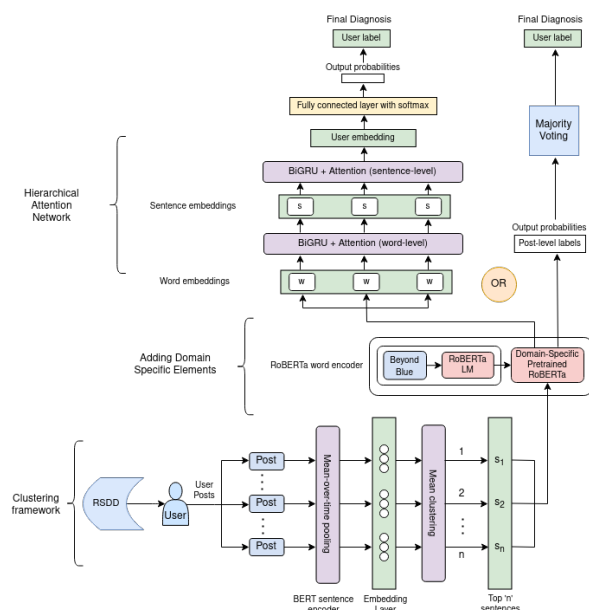 Final Diagnosis
Final Diagnosis
User label
User label
Output probabilities
Fully connected layer with softmax
User embedding
Majority
Voting
BiGRU + Attention (sentence-level)
Hierarchical
Attention
Network
Sentence embeddings
s
s
s
Output probabilities
Post-level labels
BiGRU + Attention (word-level)
Word embeddings
w
w
w
OR
Adding Domain
Specific Elements
RoBERTa word encoder
Beyond
Blue
RoBERTa
LM
Domain-Specific
Pretrained
RoBERTa
Clustering
framework
RSDD
User
User
Posts
Post
Post
Post
Mean-over-time pooling
Mean clustering
1
2
n
s1
s2
sn
BERT sentence
encoder
Embedding
Layer
Top 'n'
sentences